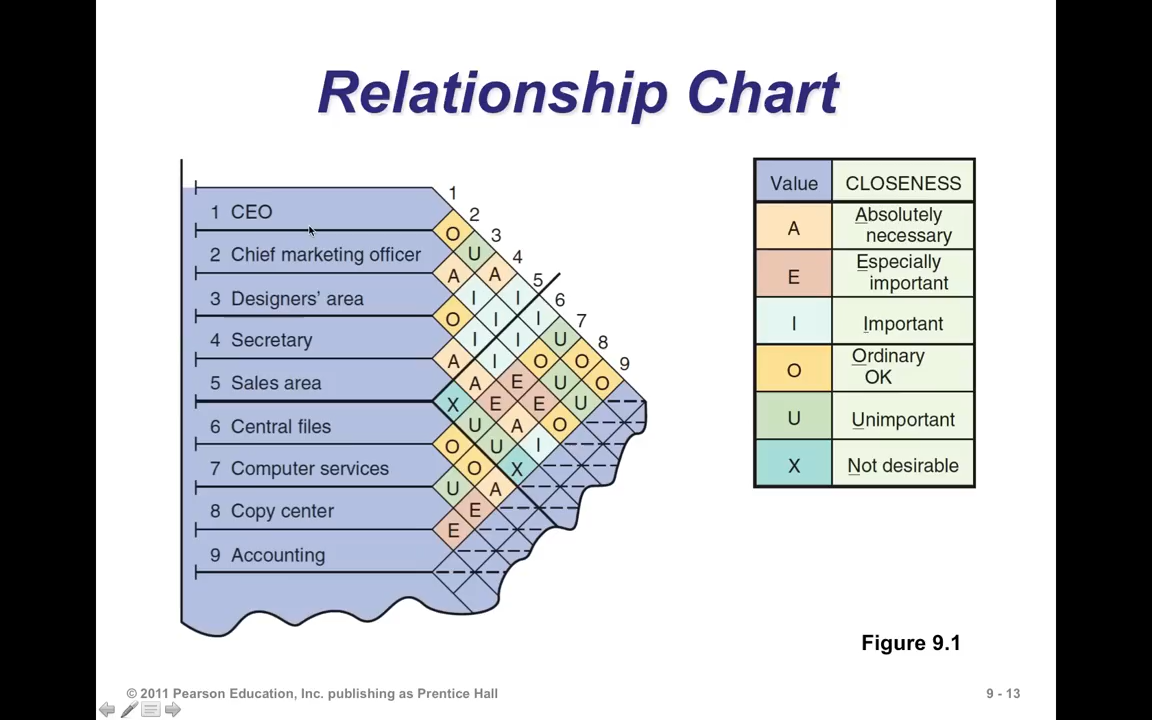 Relationship Chart
1
2
1 CEO
O 3
2 Chief marketing officer U 4
A A 5
3 Designers' area I I 6
O I I 7
4 Secretary I I U 8
A I O O 9
5 Sales area A E U O
X E E U
6 Central files U A O
O U I
7 Computer services O X
U A
8 Copy center E
E
9 Accounting
Value CLOSENESS
A Absolutely
necessary
E Especially
important
I Important
O Ordinary
OK
U Unimportant
X Not desirable
Figure 9.1
© 2011 Pearson Education, Inc. publishing as Prentice Hall
9 - 13